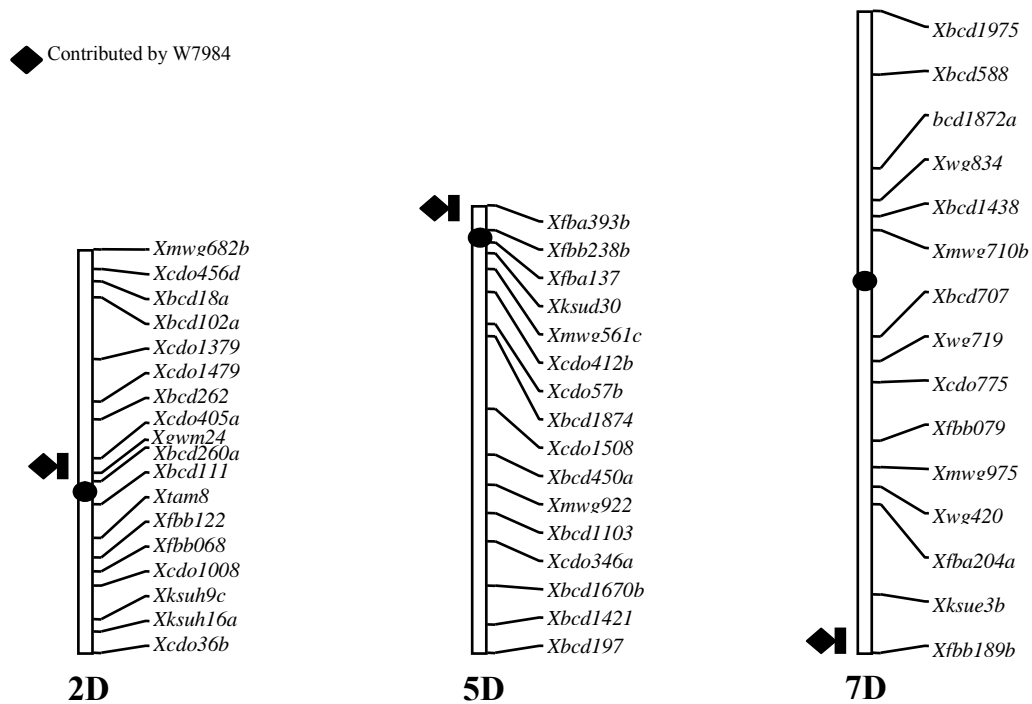 Contributed by W7984
Xmwg682b
Xcdo456d
Xbcd18a
Xbcd102a
Xcdo1379
Xcdo1479
Xbcd262
Xcdo405a
Xgwm24
Xbcd260a
Xbcd111
Xtam8
Xfbb122
Xfbb068
Xcdo1008
Xksuh9c
Xksuh16a
Xcdo36b
2D
Xfba393b
Xfbb238b
Xfba137
Xksud30
Xmwg561c
Xcdo412b
Xcdo57b
Xbcd1874
Xcdo1508
Xbcd450a
Xmwg922
Xbcd1103
Xcdo346a
Xbcd1670b
Xbcd1421
Xbcd197
5D
Xbcd1975
Xbcd588
bcd1872a
Xwg834
Xbcd1438
Xmwg710b
Xbcd707
Xwg719
Xcdo775
Xfbb079
Xmwg975
Xwg420
Xfba204a
Xksue3b
Xfbb189b
7D